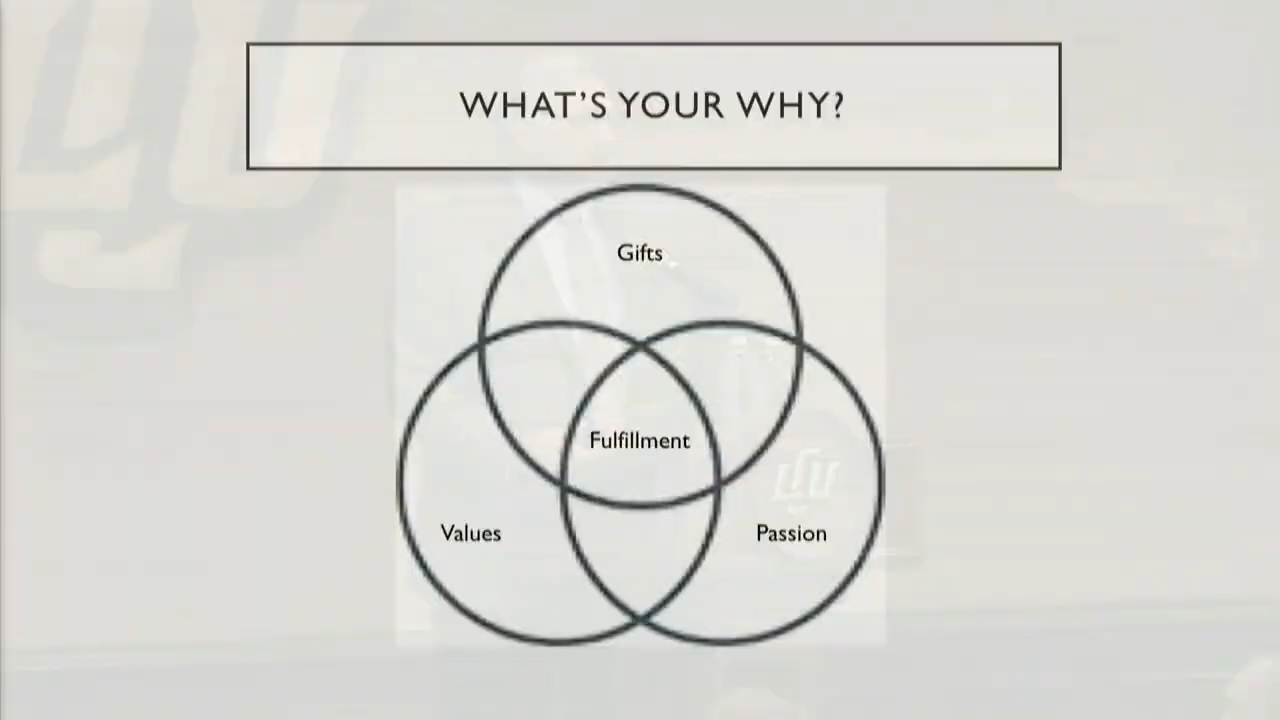 WHAT'S YOUR WHY?
Gifts
Fulfillment
Values
Passion